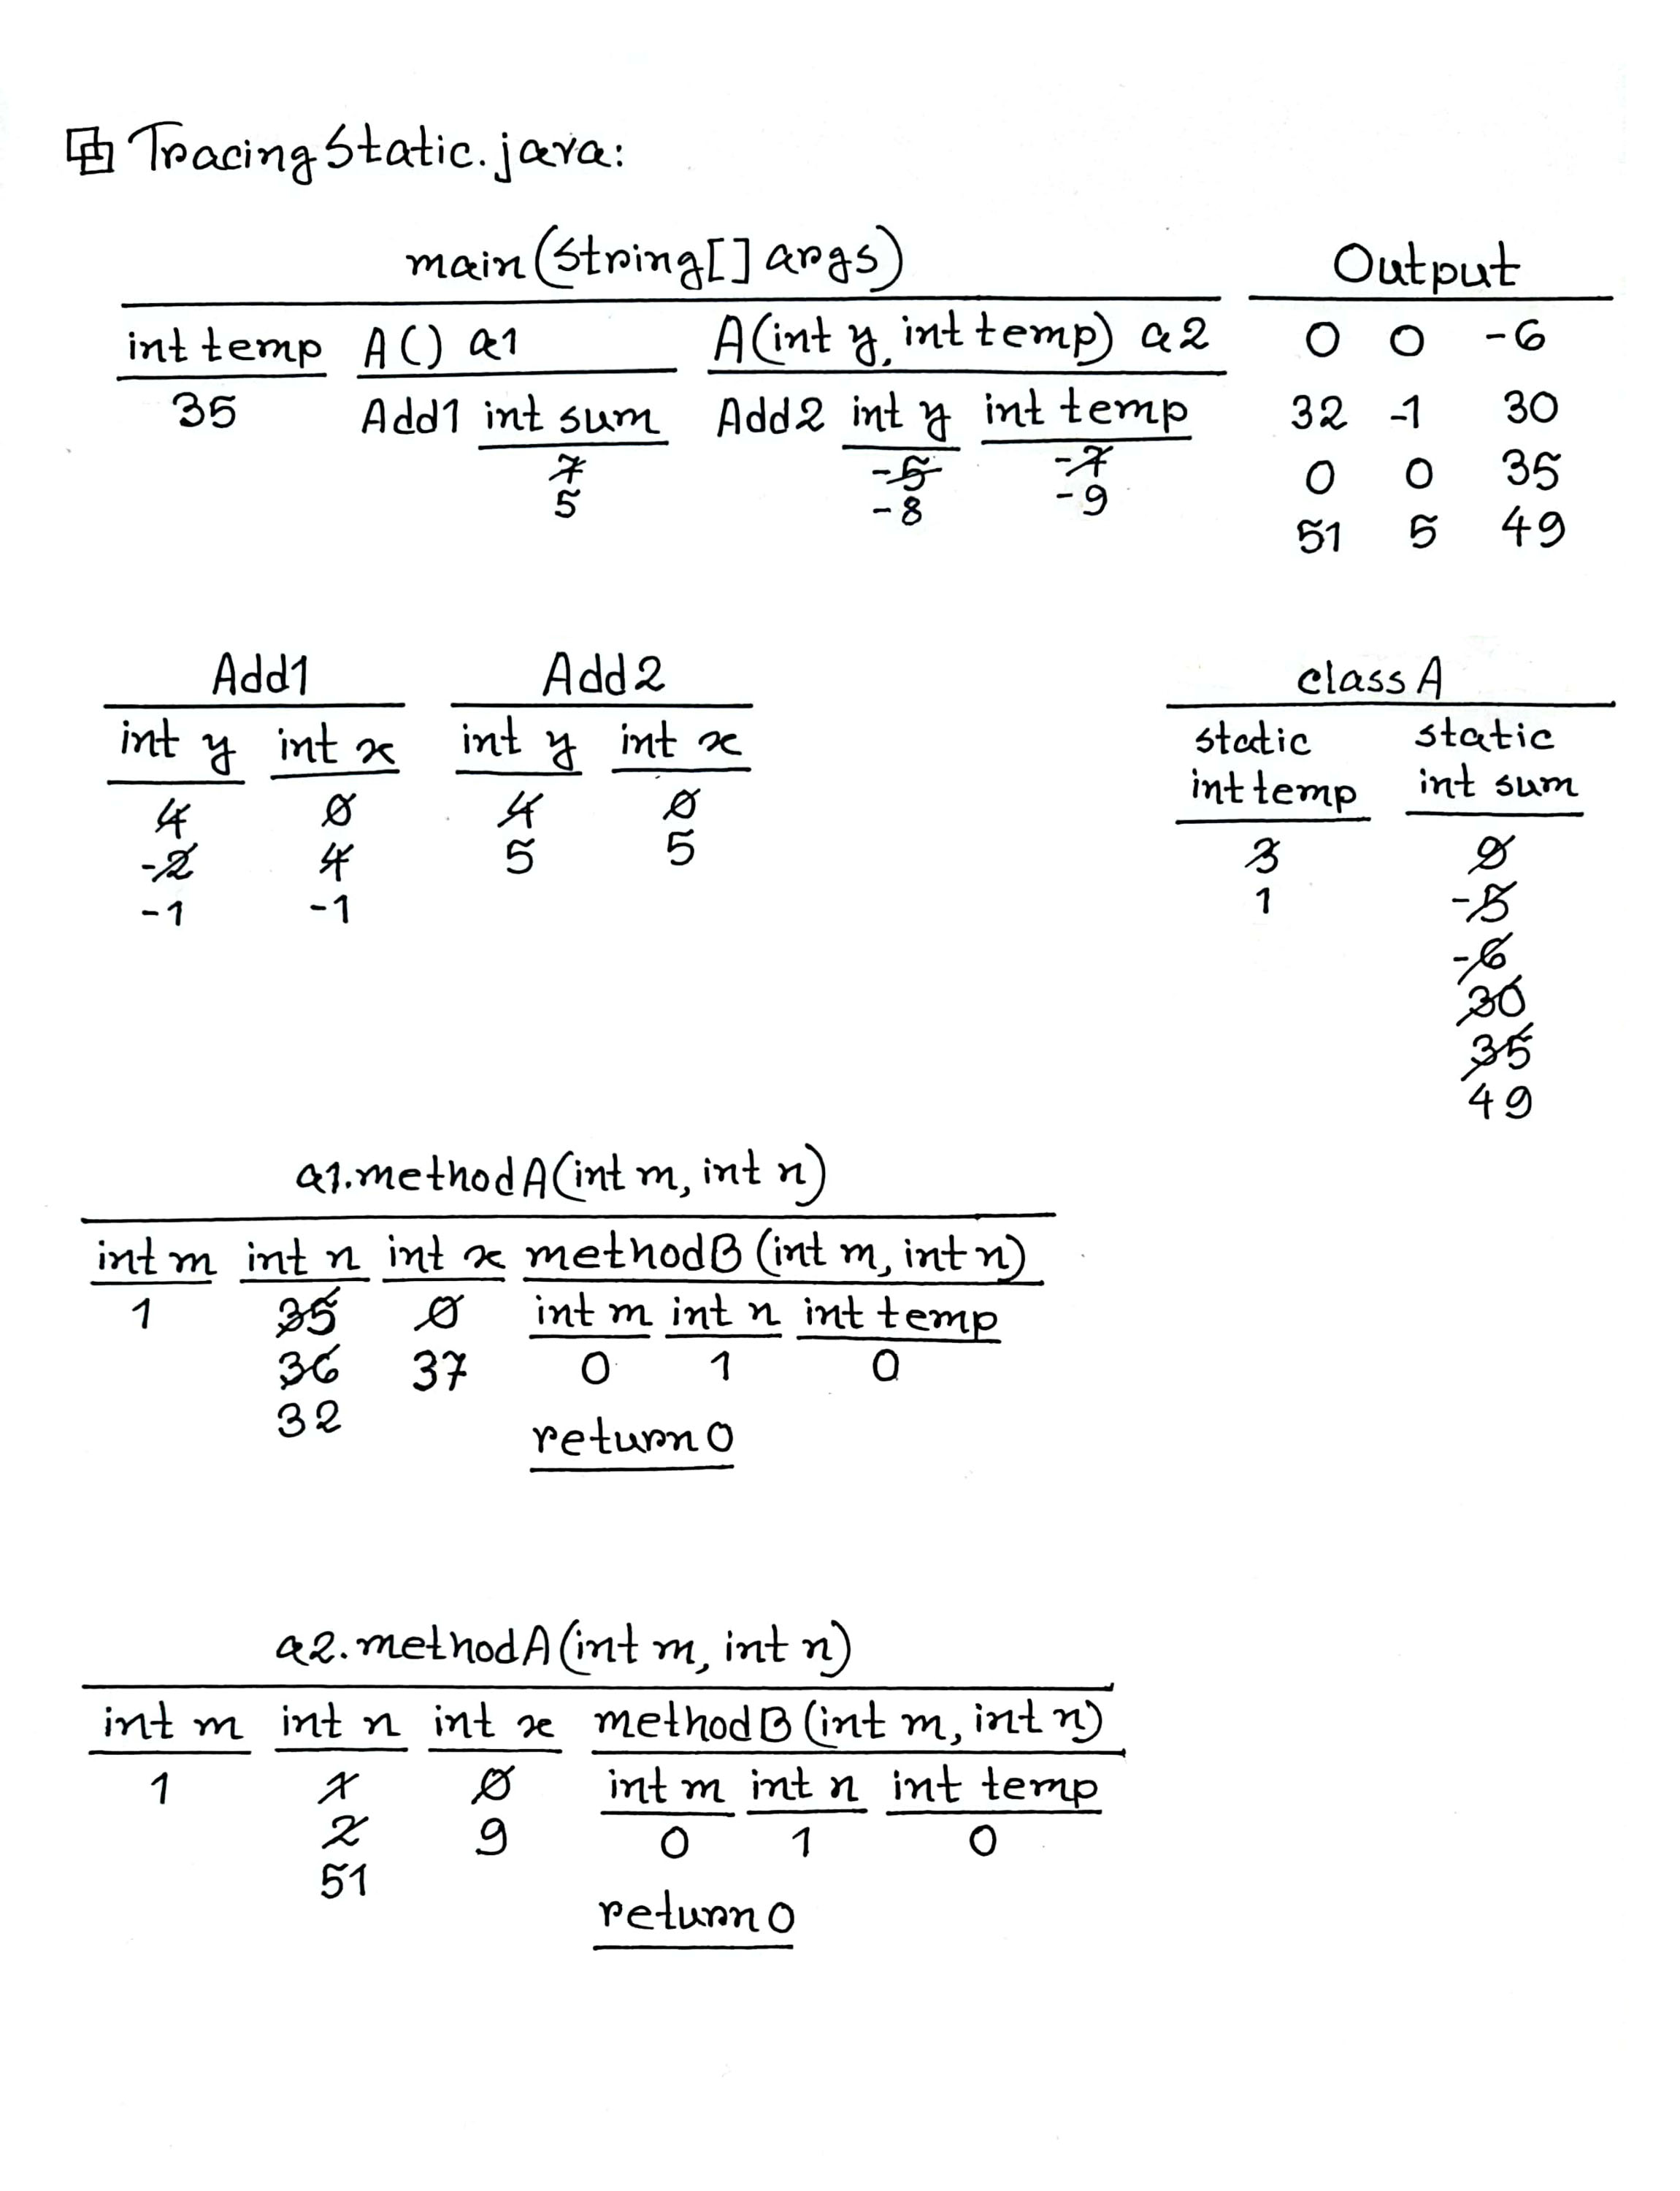 Tracing Static.java:
main(String[] args)
int temp A() a1 A(int y, int temp) a2
35 Add1 int sum Add2 int y int temp
7 -5 -7
5 -8 -9
Output
0 0 -6
32 -1 30
0 0 35
51 5 49
Add1
int y int x
4 0
-2 4
-1 -1
Add2
int y int x
4 0
5 5
class A
static static
int temp int sum
3 0
1 -5
-6
30
35
49
a1.methodA(int m, int n)
int m int n int x methodB(int m, int n)
1 35 0 int m int n int temp
36 37 0 1 0
32
return 0
a2.methodA(int m, int n)
int m int n int x methodB(int m, int n)
1 1 0 int m int n int temp
2 9 0 1 0
51
return 0